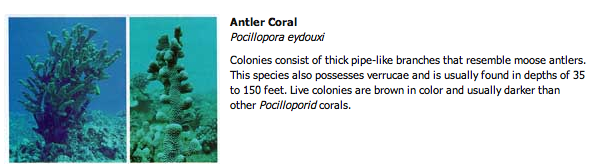 Antler Coral
Pocillopora eydouxi
Colonies consist of thick pipe-like branches that resemble moose antlers.
This species also possesses verrucae and is usually found in depths of 35
to 150 feet. Live colonies are brown in color and usually darker than
other Pocilloporid corals.